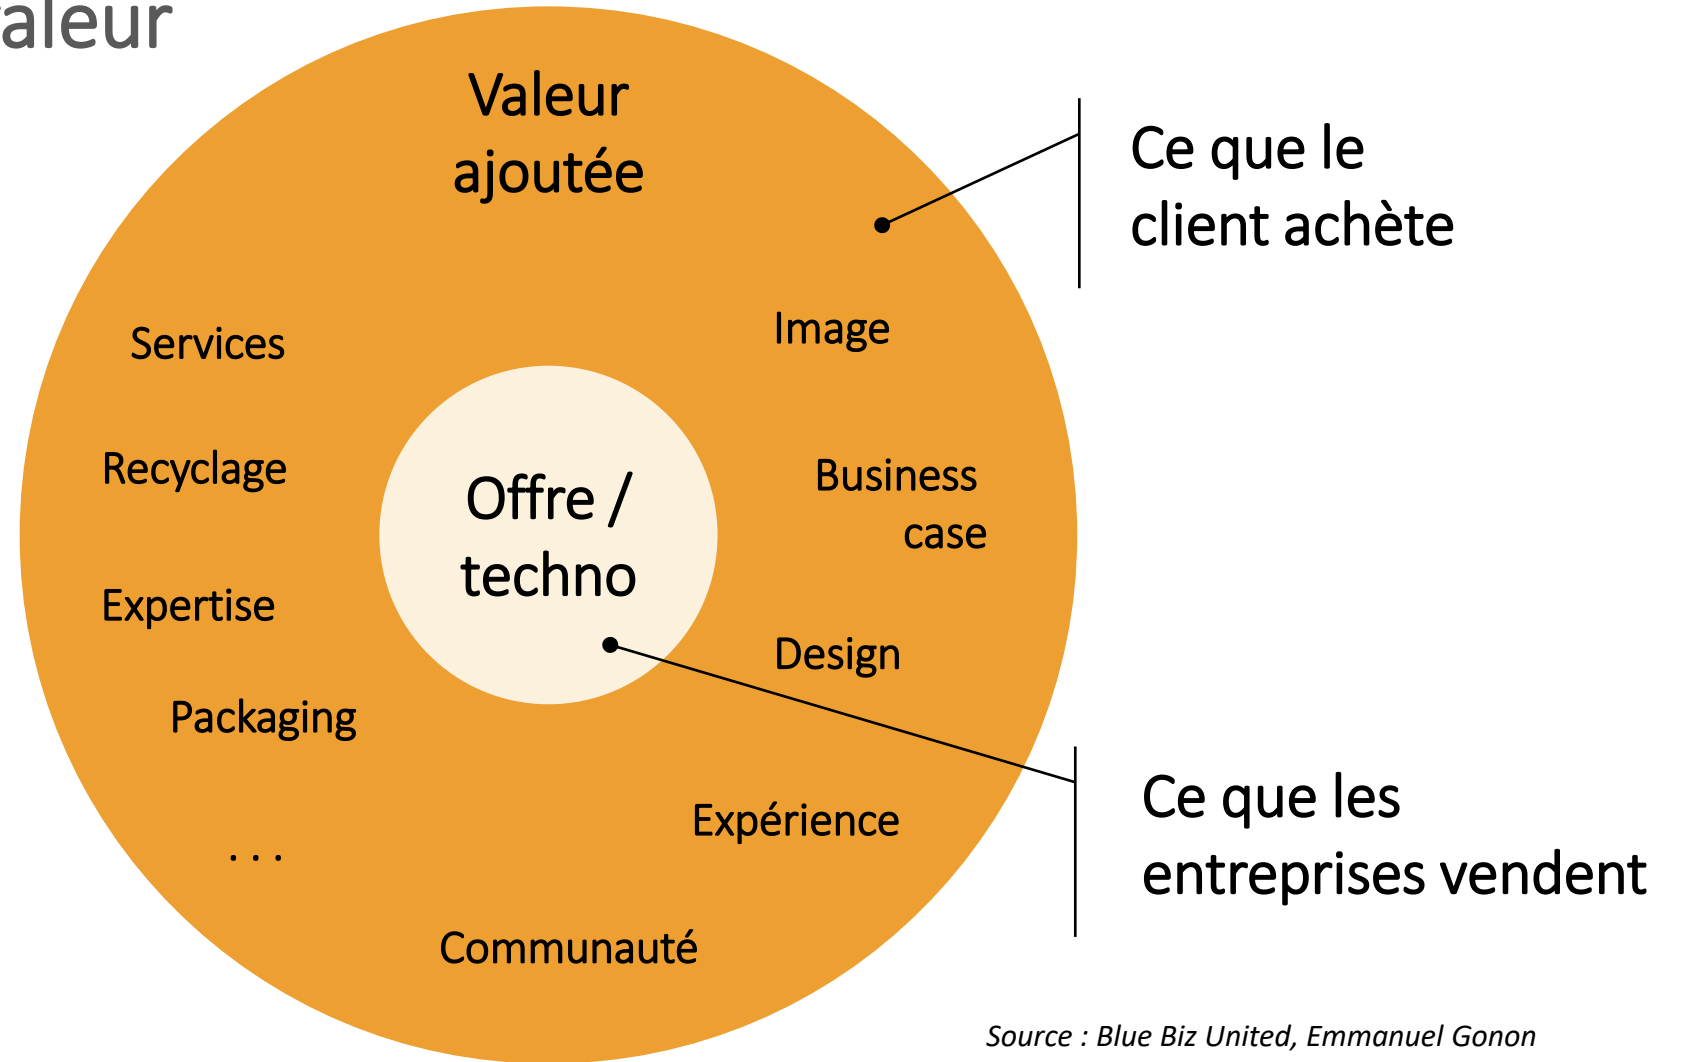 aleur
Valeur
ajoutée
Ce que le
client achète
Services
Image
Recyclage
Business
case
Offre /
techno
Expertise
Design
Packaging
Ce que les
entreprises vendent
Expérience
. . .
Communauté
Source : Blue Biz United, Emmanuel Gonon